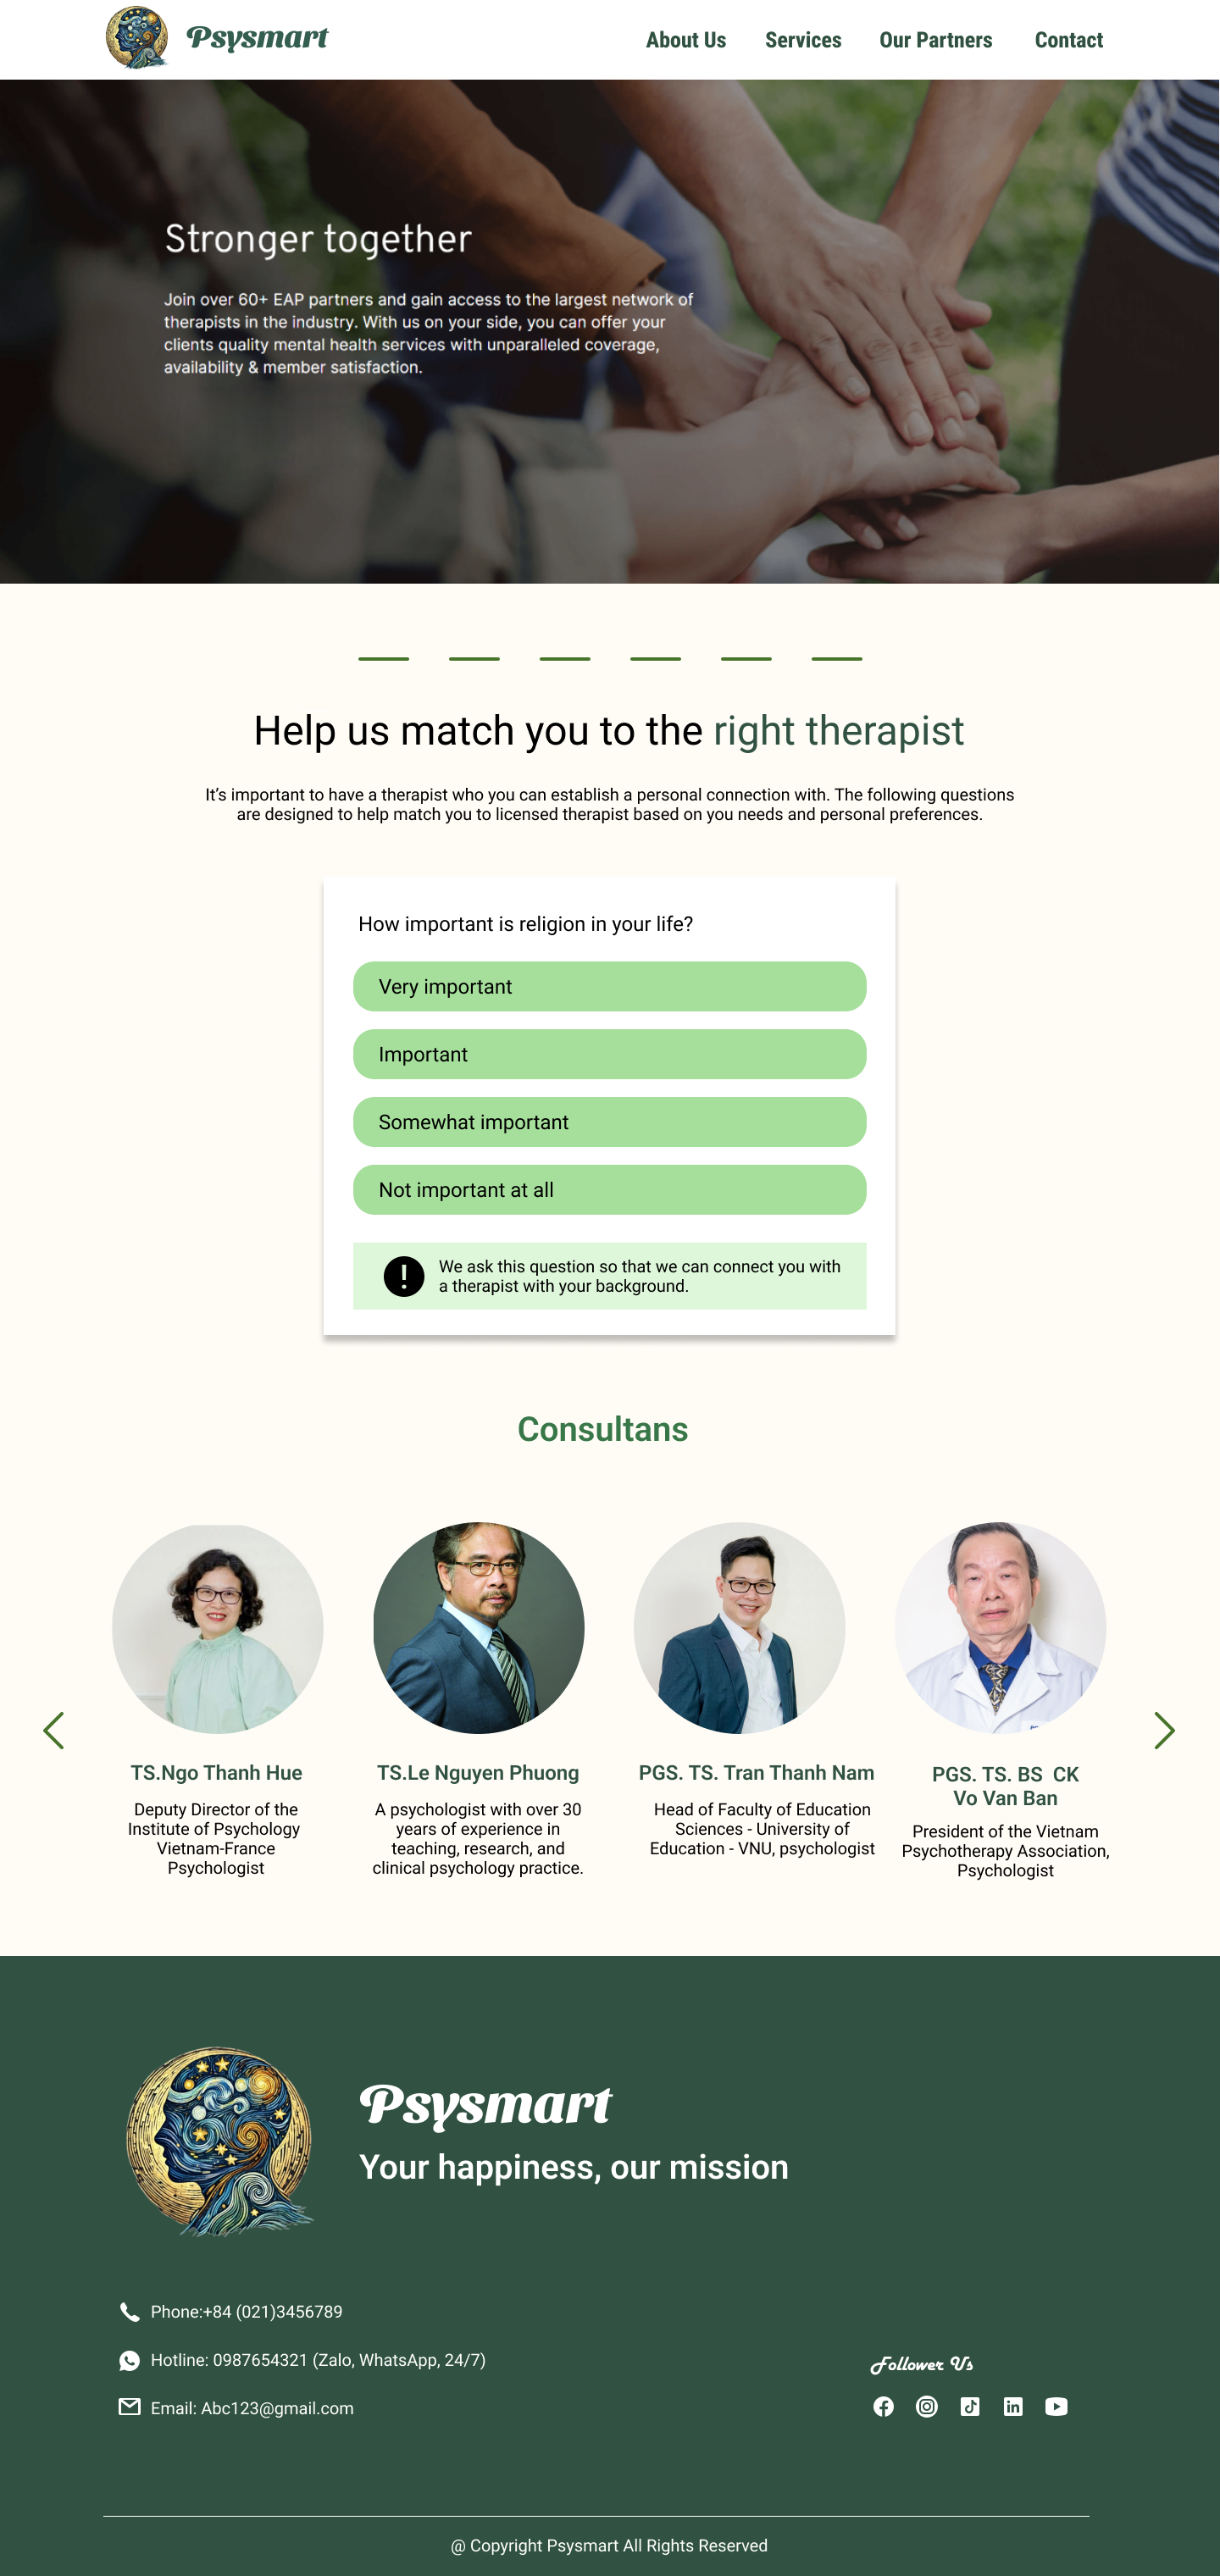 Psysmart
About Us
Services
Our Partners
Contact
Stronger together
Join over 60+ EAP partners and gain access to the largest network of
therapists in the industry. With us on your side, you can offer your
clients quality mental health services with unparalleled coverage,
availability & member satisfaction.
Help us match you to the right therapist
It's important to have a therapist who you can establish a personal connection with. The following questions
are designed to help match you to licensed therapist based on you needs and personal preferences.
How important is religion in your life?
Very important
Important
Somewhat important
Not important at all
We ask this question so that we can connect you with
a therapist with your background.
Consultans
TS.Ngo Thanh Hue
Deputy Director of the
Institute of Psychology
Vietnam-France
Psychologist
TS.Le Nguyen Phuong
A psychologist with over 30
years of experience in
teaching, research, and
clinical psychology practice.
PGS. TS. Tran Thanh Nam
Head of Faculty of Education
Sciences - University of
Education - VNU, psychologist
PGS. TS. BS CK
Vo Van Ban
President of the Vietnam
Psychotherapy Association,
Psychologist
Psysmart
Your happiness, our mission
Phone:+84 (021)3456789
Hotline: 0987654321 (Zalo, WhatsApp, 24/7)
Email: Abc123@gmail.com
Follower Us
@ Copyright Psysmart All Rights Reserved